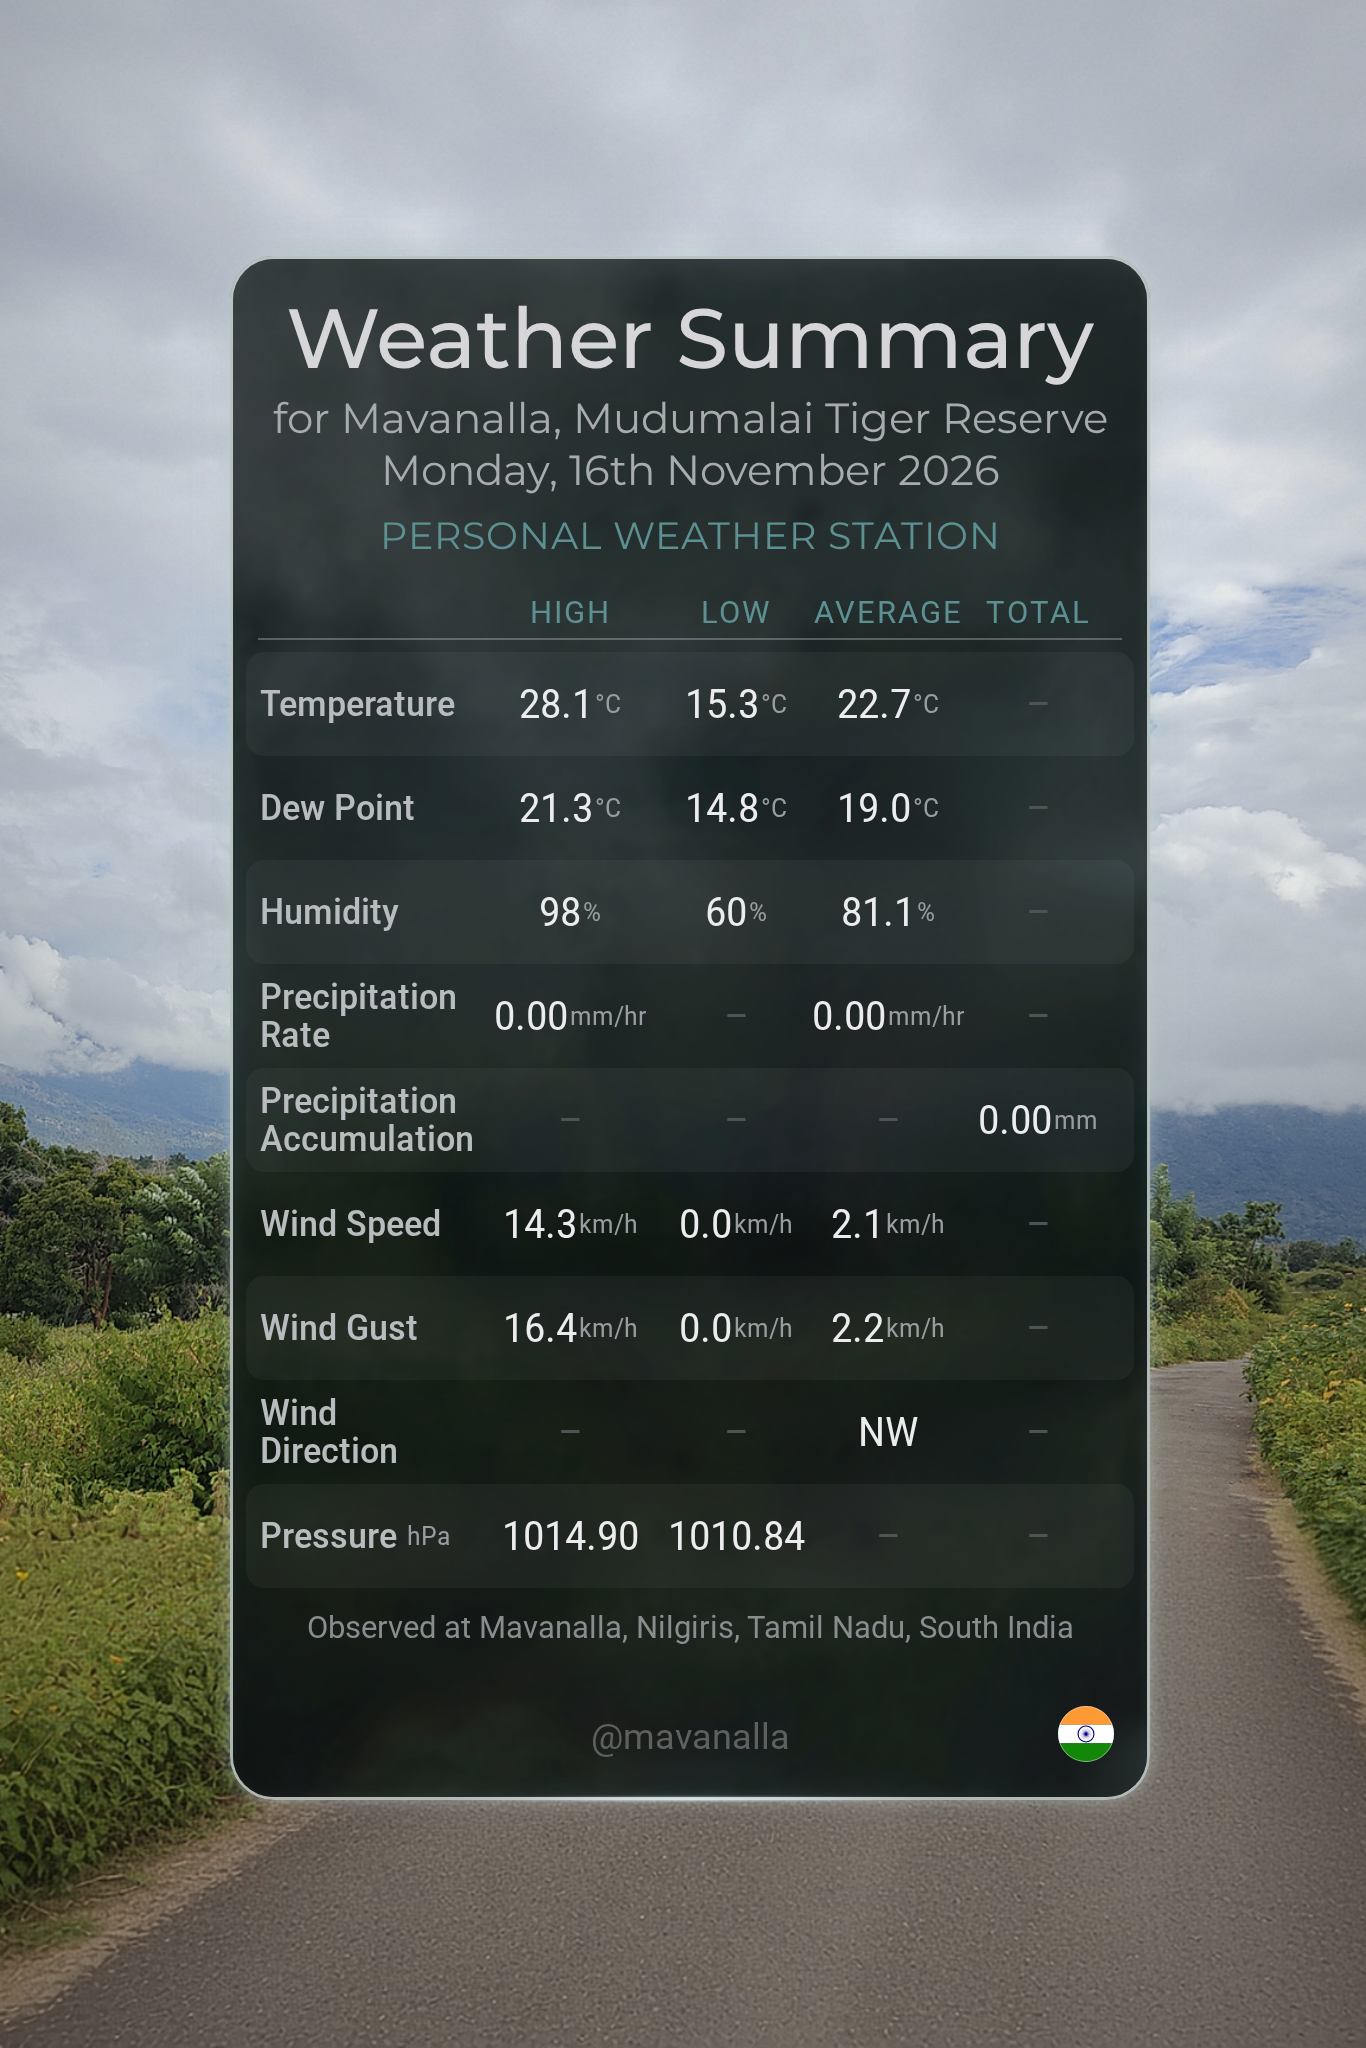 Weather Summary
for Mavanalla, Mudumalai Tiger Reserve
Monday, 16th November 2026
PERSONAL WEATHER STATION
HIGH LOW AVERAGE TOTAL
Temperature 28.1°C 15.3°C 22.7°C –
Dew Point 21.3°C 14.8°C 19.0°C –
Humidity 98% 60% 81.1% –
Precipitation
Rate 0.00mm/hr – 0.00mm/hr –
Precipitation
Accumulation – – – 0.00mm
Wind Speed 14.3km/h 0.0km/h 2.1km/h –
Wind Gust 16.4km/h 0.0km/h 2.2km/h –
Wind
Direction – – NW –
Pressure hPa 1014.90 1010.84 – –
Observed at Mavanalla, Nilgiris, Tamil Nadu, South India
@mavanalla